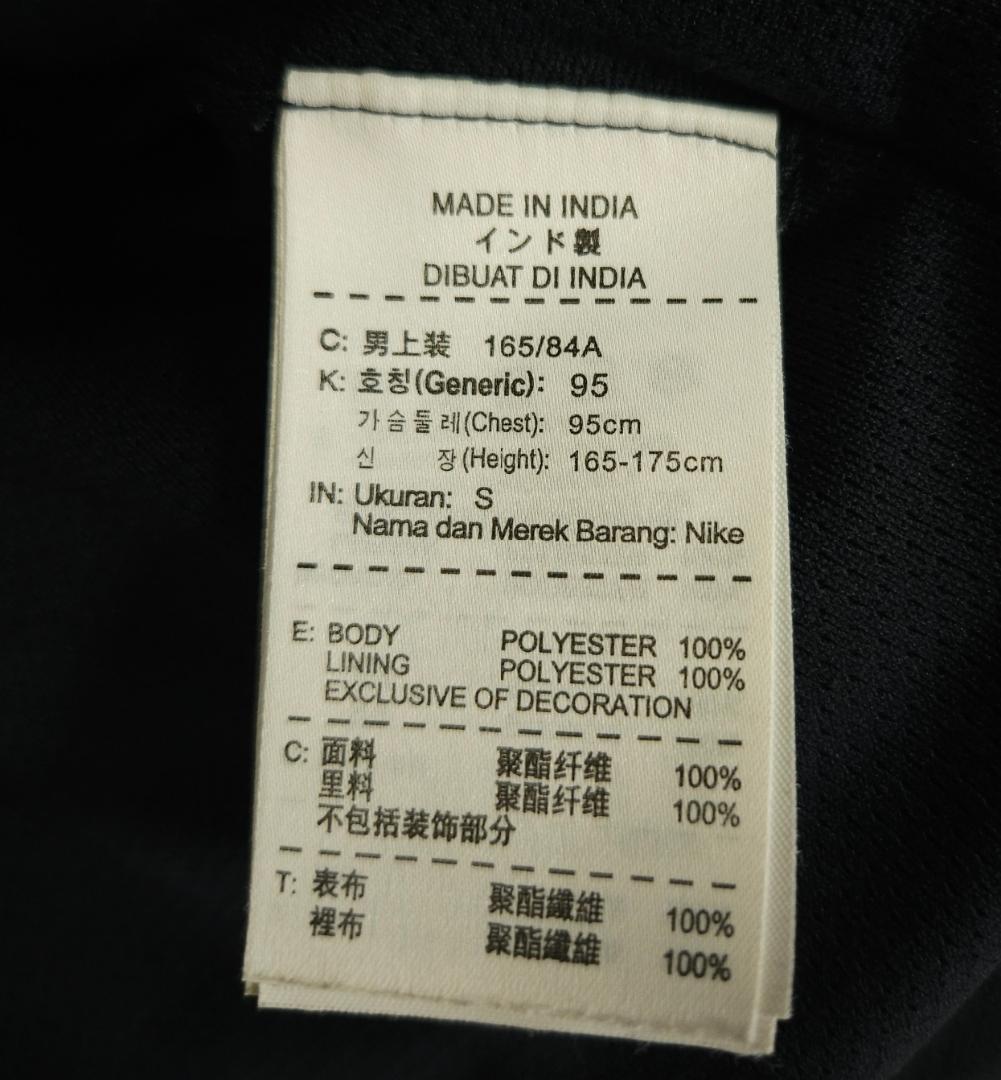 MADE IN INDIA
インド製
DIBUAT DI INDIA
C: 男上装 165/84A
K: 호칭(Generic): 95
가슴둘레(Chest): 95cm
신 장(Height): 165-175cm
IN: Ukuran: S
Nama dan Merek Barang: Nike
E: BODY POLYESTER 100%
LINING POLYESTER 100%
EXCLUSIVE OF DECORATION
C: 面料 聚酯纤维 100%
里料 聚酯纤维 100%
不包括装饰部分
T: 表布 聚酯纖維 100%
裡布 聚酯纖維 100%